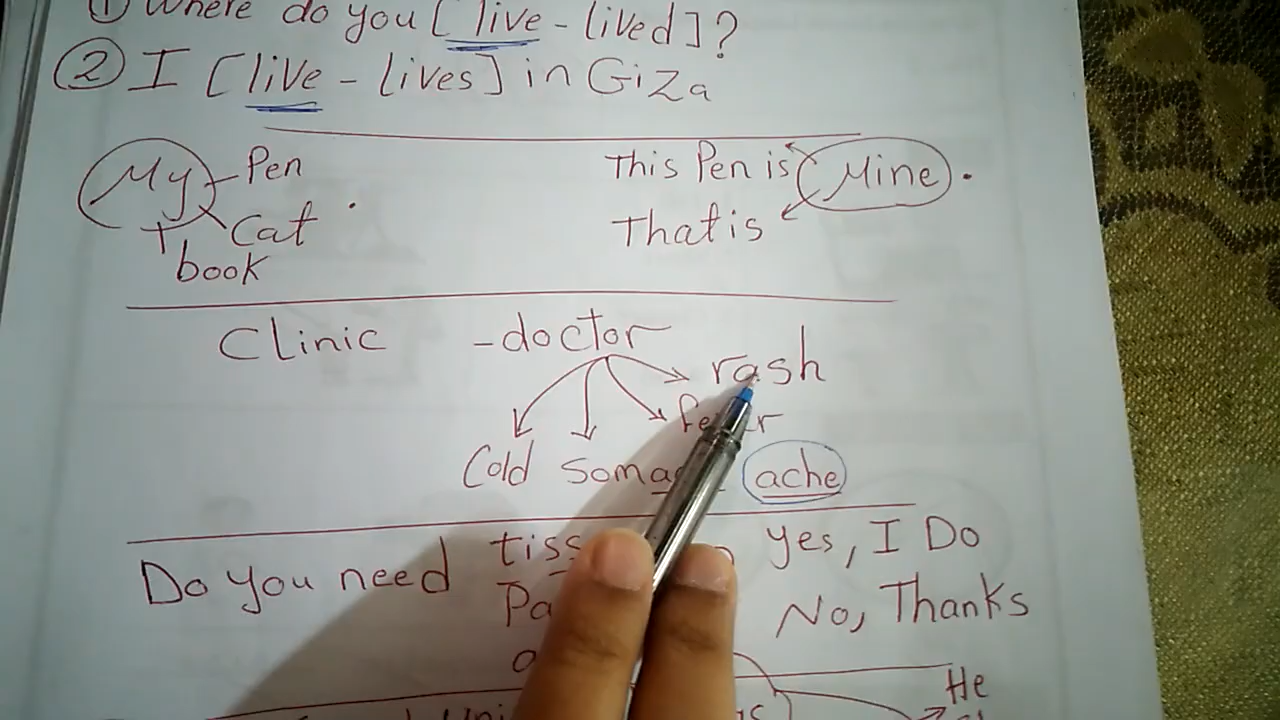 ① Where do you [live - lived]?
② I [live - lives] in Giza
My Pen
Cat
book
This Pen is Mine.
That is
Clinic - doctor
rash
Cold ache
Do you need
yes, I Do
No, Thanks
He